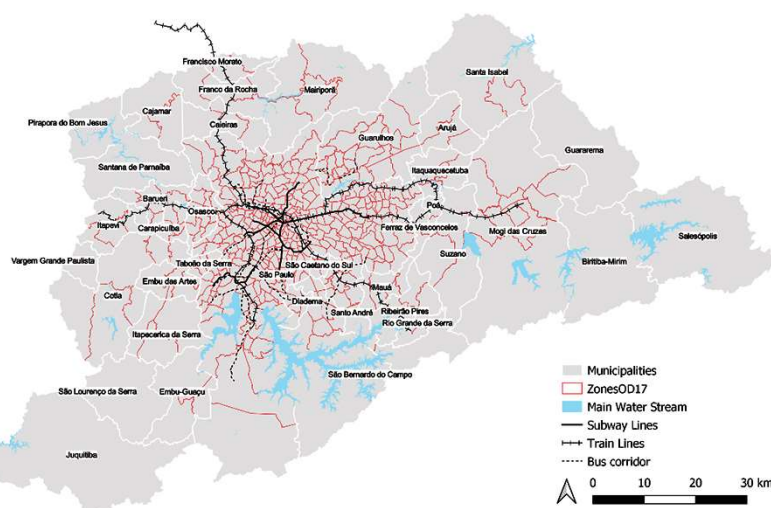 Francisco Morato
Franco da Rocha
Mairiporã
Santa Isabel
Cajamar
Caieiras
Pirapora do Bom Jesus
Guarulhos
Arujá
Guararema
Santana de Parnaíba
Itaquaquecetuba
Barueri
Osasco
Poá
Itapevi
Carapicuíba
Ferraz de Vasconcelos
Mogi das Cruzes
Salesópolis
Vargem Grande Paulista
Taboão da Serra
São Caetano do Sul
Suzano
Biritiba-Mirim
Embu das Artes
São Paulo
Cotia
Mauá
Diadema
Santo André
Ribeirão Pires
Rio Grande da Serra
Itapecerica da Serra
São Bernardo do Campo
São Lourenço da Serra
Embu-Guaçu
Juquitiba
Municipalities
ZonesOD17
Main Water Stream
Subway Lines
Train Lines
Bus corridor
0 10 20 30 km